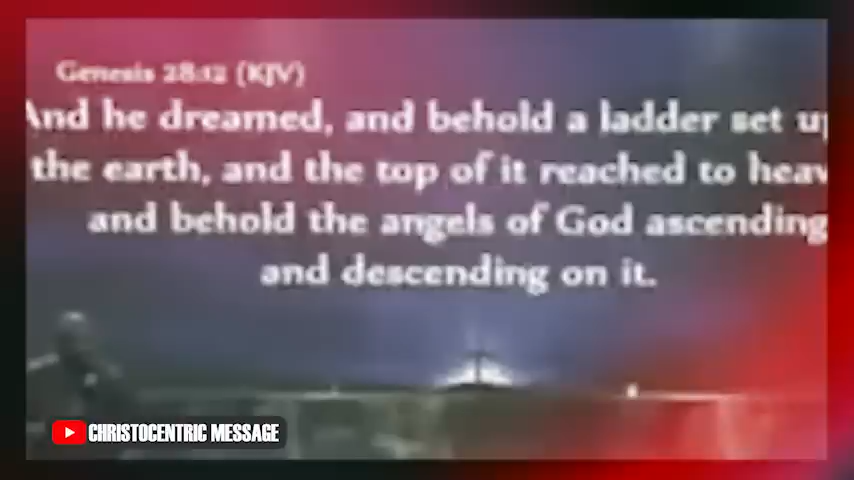 Genesis 28:12 (KJV)
And he dreamed, and behold a ladder set
the earth, and the top of it reached to
and behold the angels of God ascending
and descending on it.
CHRISTOCENTRIC MESSAGE